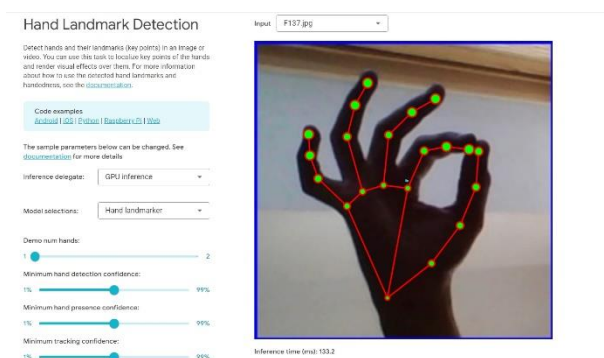 Hand Landmark Detection
Detect hands and their landmarks (key points) in an image or
video. You can use this task to localize key points of the hands
and render visual effects over them. For more information
about how to use the detected hand landmarks and
handedness, see the documentation.
Code examples
Android | iOS | Python | Raspberry Pi | Web
The sample parameters below can be changed. See
documentation for more details
Inference delegate:
GPU inference
Model selections:
Hand landmarker
Demo num hands:
1
2
Minimum hand detection confidence:
1%
99%
Minimum hand presence confidence:
1%
99%
Minimum tracking confidence:
1%
99%
Input
F137.jpg
Inference time (ms): 133.2